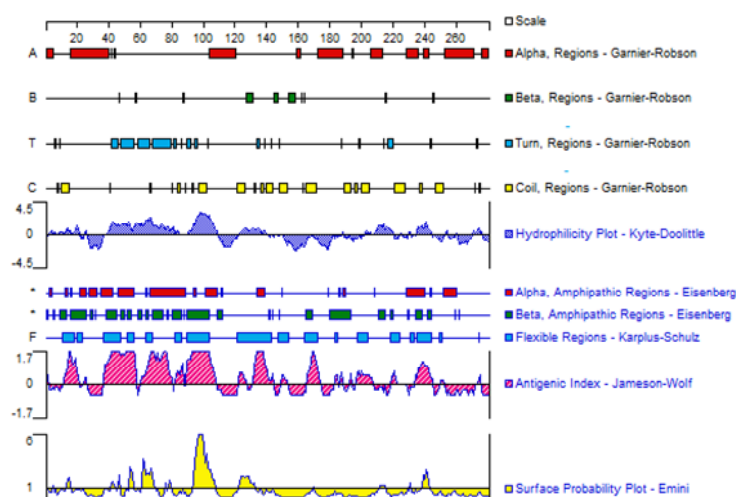 Scale
20 40 60 80 100 120 140 160 180 200 220 240 260
A Alpha, Regions - Garnier-Robson
B Beta, Regions - Garnier-Robson
T Turn, Regions - Garnier-Robson
C Coil, Regions - Garnier-Robson
4.5
0 Hydrophilicity Plot - Kyte-Doolittle
-4.5
* Alpha, Amphipathic Regions - Eisenberg
* Beta, Amphipathic Regions - Eisenberg
F Flexible Regions - Karplus-Schulz
1.7
0 Antigenic Index - Jameson-Wolf
-1.7
6
1 Surface Probability Plot - Emini